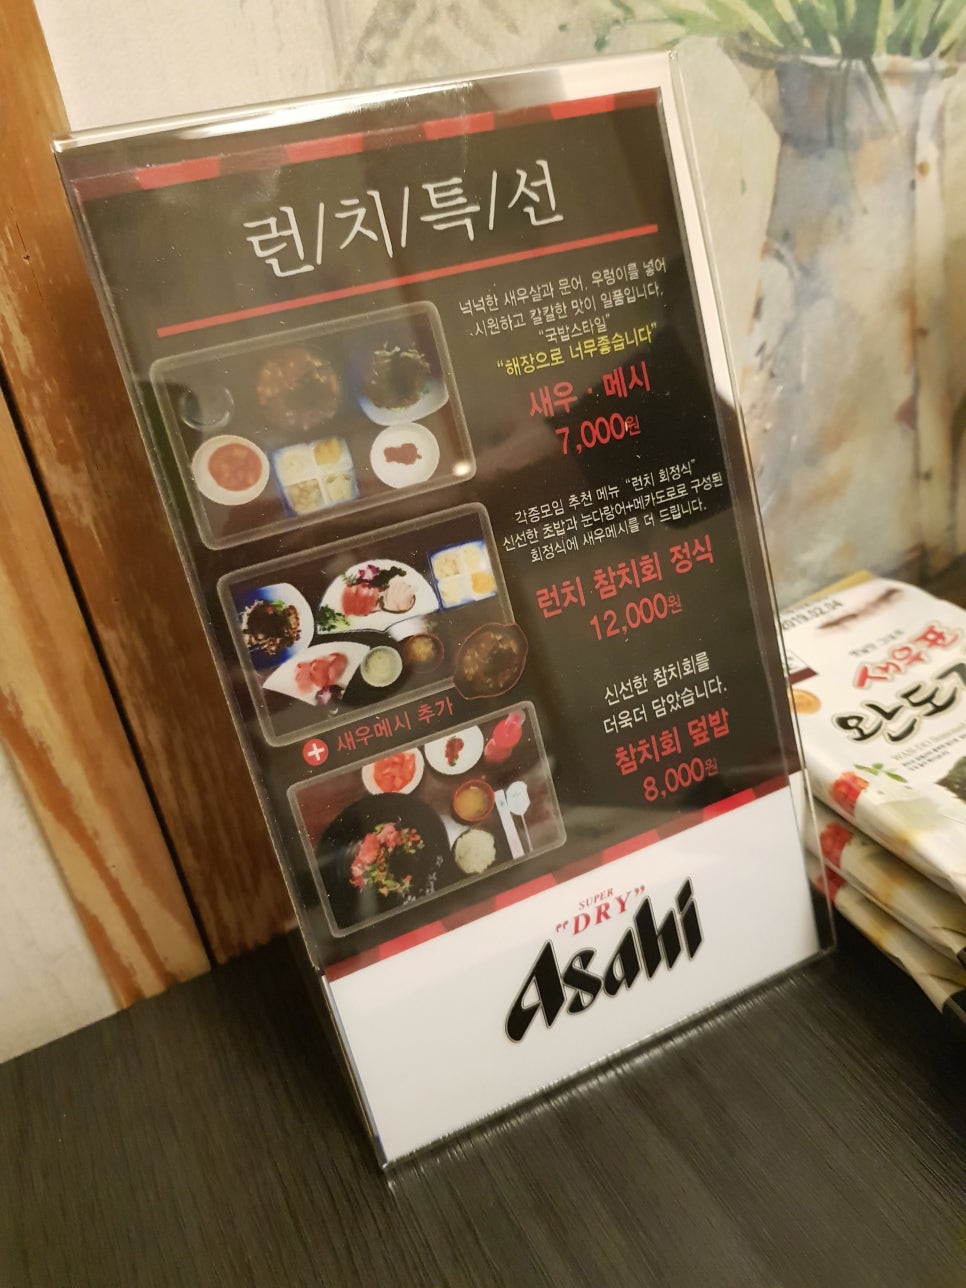 런/치/특/선
넉넉한 새우살과 문어, 우렁이를 넣어
시원하고 칼칼한 맛이 일품입니다.
“국밥스타일”
“해장으로 너무좋습니다”
새우·메시
7,000원
각종모임 추천 메뉴 “런치 회정식”
신선한 초밥과 눈다랑어+메카도로로 구성된
회정식에 새우메시를 더 드립니다.
런치 참치회 정식
12,000원
+ 새우메시 추가
신선한 참치회를
더욱더 담았습니다.
참치회 덮밥
8,000원
SUPER
“DRY”
Asahi
2019.02.04
새우표
완도